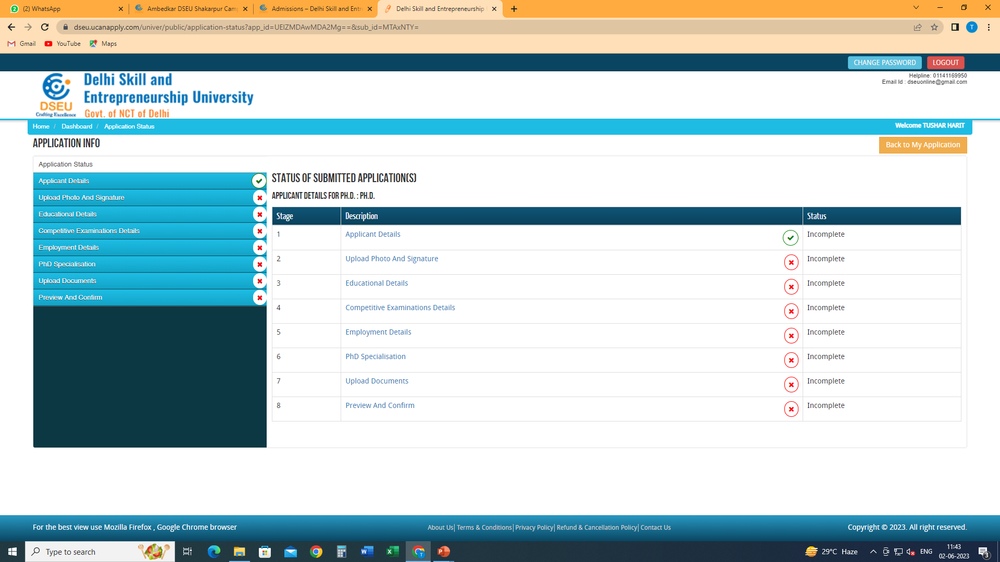 (2) WhatsApp
Ambedkar DSEU Shakarpur Cam
Admissions – Delhi Skill and Entr
Delhi Skill and Entrepreneurship
dseu.ucanapply.com/univer/public/application-status?app_id=UElZMDAwMDA2Mg==&sub_id=MTAxNTY=
T
Gmail YouTube Maps
CHANGE PASSWORD LOGOUT
Helpline: 01141169950
Email Id : dseuonline@gmail.com
DSEU
Crafting Excellence
Delhi Skill and
Entrepreneurship University
Govt. of NCT of Delhi
Home / Dashboard / Application Status
Welcome TUSHAR HARIT
APPLICATION INFO
Back to My Application
Application Status
Applicant Details
Upload Photo And Signature
Educational Details
Competitive Examinations Details
Employment Details
PhD Specialisation
Upload Documents
Preview And Confirm
STATUS OF SUBMITTED APPLICATION(S)
APPLICANT DETAILS FOR PH.D. : PH.D.
Stage Description Status
1 Applicant Details Incomplete
2 Upload Photo And Signature Incomplete
3 Educational Details Incomplete
4 Competitive Examinations Details Incomplete
5 Employment Details Incomplete
6 PhD Specialisation Incomplete
7 Upload Documents Incomplete
8 Preview And Confirm Incomplete
For the best view use Mozilla Firefox , Google Chrome browser
About Us| Terms & Conditions| Privacy Policy| Refund & Cancellation Policy| Contact Us
Copyright © 2023. All right reserved.
Type to search
29°C Haze
ENG
11:43
02-06-2023
3